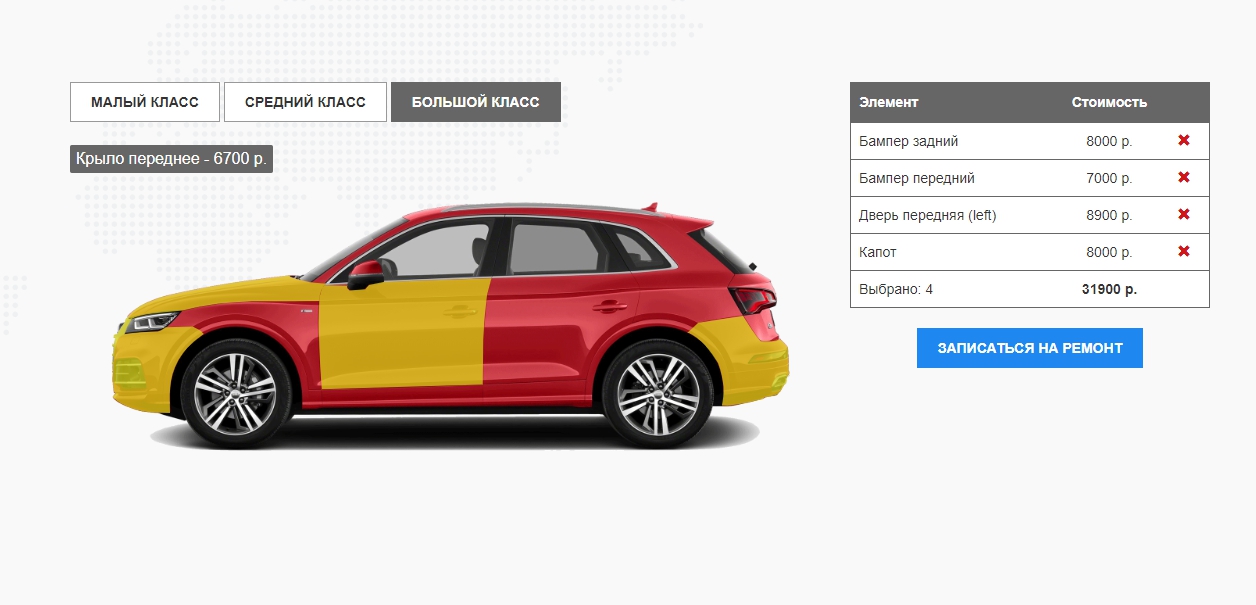 МАЛЫЙ КЛАСС СРЕДНИЙ КЛАСС БОЛЬШОЙ КЛАСС
Крыло переднее - 6700 р.
Элемент Стоимость
Бампер задний 8000 р. ✖
Бампер передний 7000 р. ✖
Дверь передняя (left) 8900 р. ✖
Капот 8000 р. ✖
Выбрано: 4 31900 р.
ЗАПИСАТЬСЯ НА РЕМОНТ